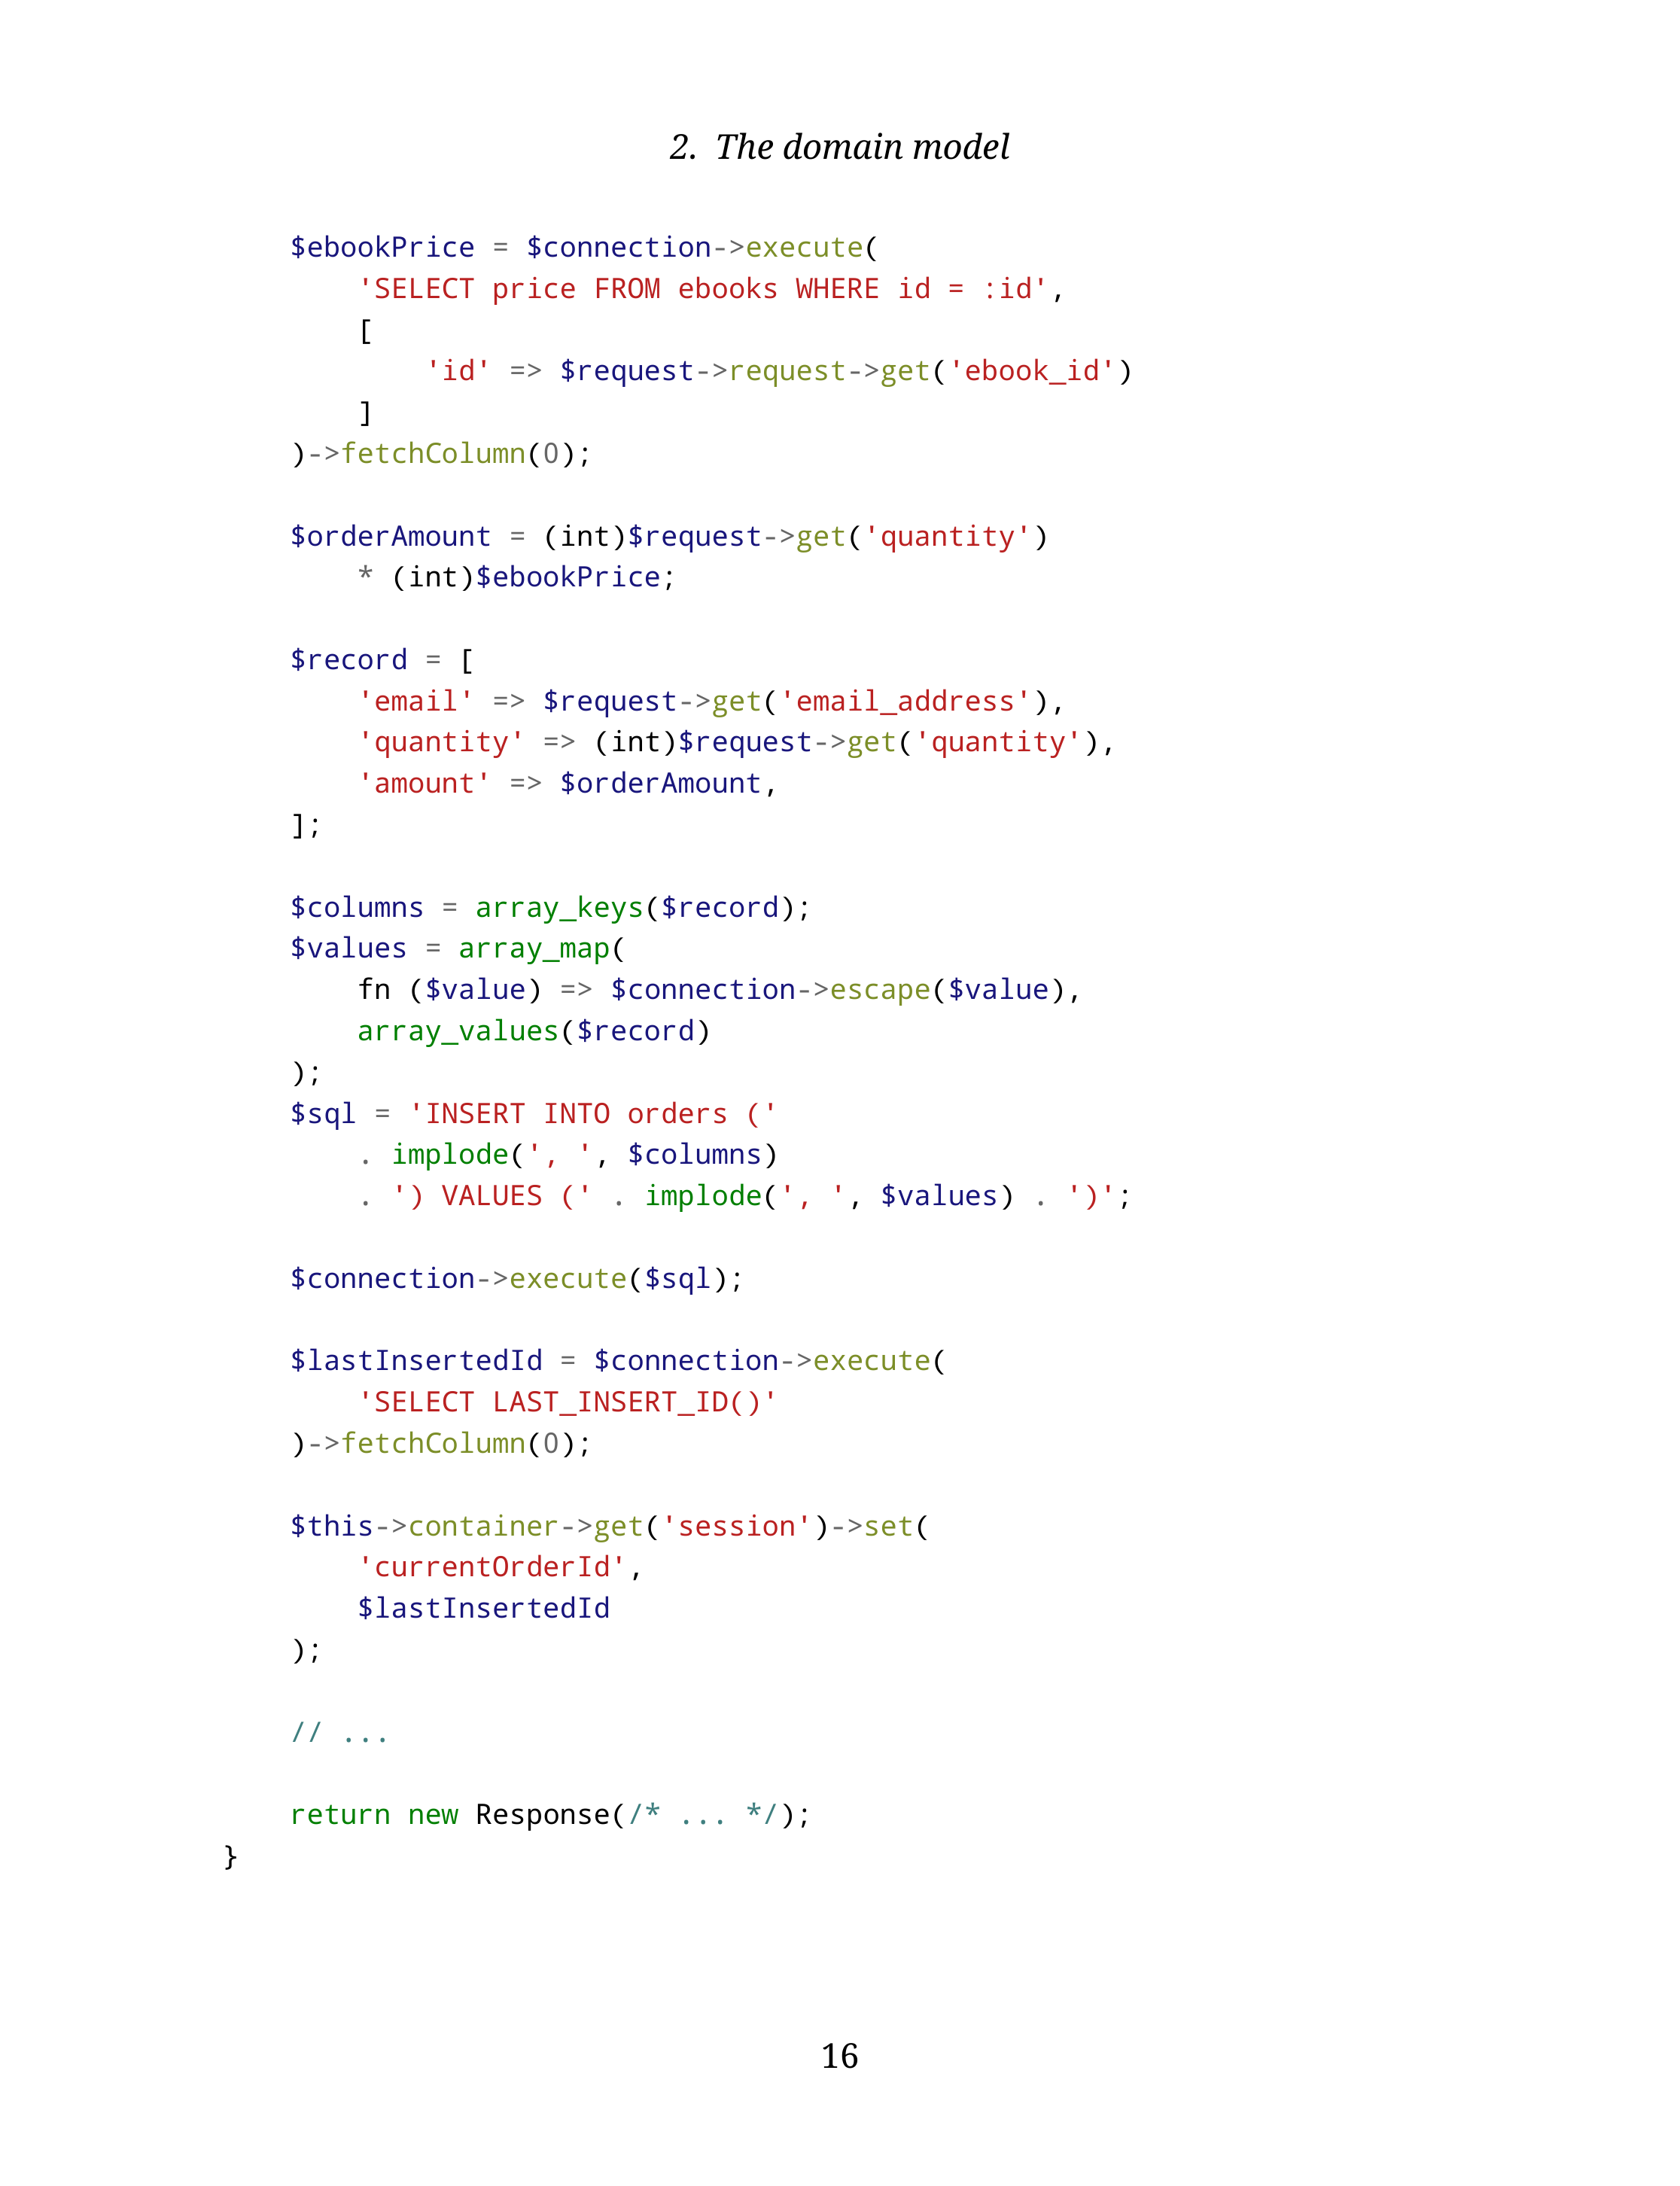 2. The domain model
$ebookPrice = $connection->execute(
    'SELECT price FROM ebooks WHERE id = :id',
    [
        'id' => $request->request->get('ebook_id')
    ]
)->fetchColumn(0);

$orderAmount = (int)$request->get('quantity')
    * (int)$ebookPrice;

$record = [
    'email' => $request->get('email_address'),
    'quantity' => (int)$request->get('quantity'),
    'amount' => $orderAmount,
];

$columns = array_keys($record);
$values = array_map(
    fn ($value) => $connection->escape($value),
    array_values($record)
);
$sql = 'INSERT INTO orders ('
    . implode(', ', $columns)
    . ') VALUES (' . implode(', ', $values) . ')';

$connection->execute($sql);

$lastInsertedId = $connection->execute(
    'SELECT LAST_INSERT_ID()'
)->fetchColumn(0);

$this->container->get('session')->set(
    'currentOrderId',
    $lastInsertedId
);

// ...

return new Response(/* ... */);
}
16